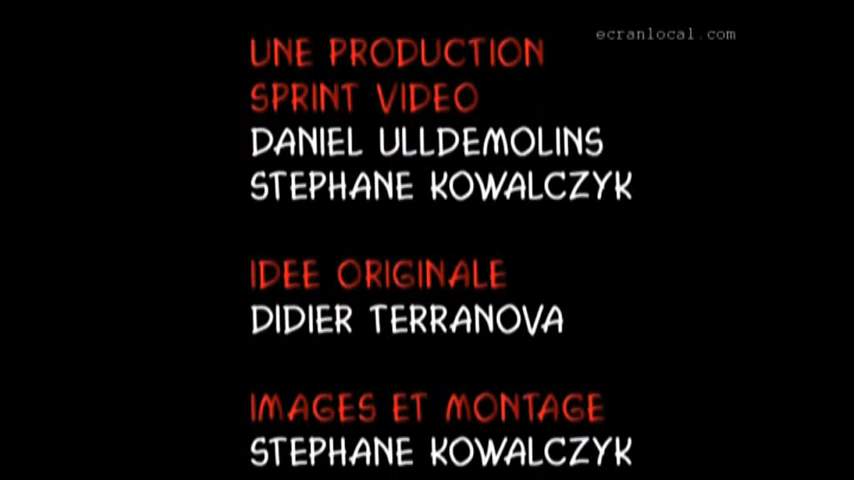 ecranlocal.com
UNE PRODUCTION
SPRINT VIDEO
DANIEL ULLDEMOLINS
STEPHANE KOWALCZYK
IDEE ORIGINALE
DIDIER TERRANOVA
IMAGES ET MONTAGE
STEPHANE KOWALCZYK